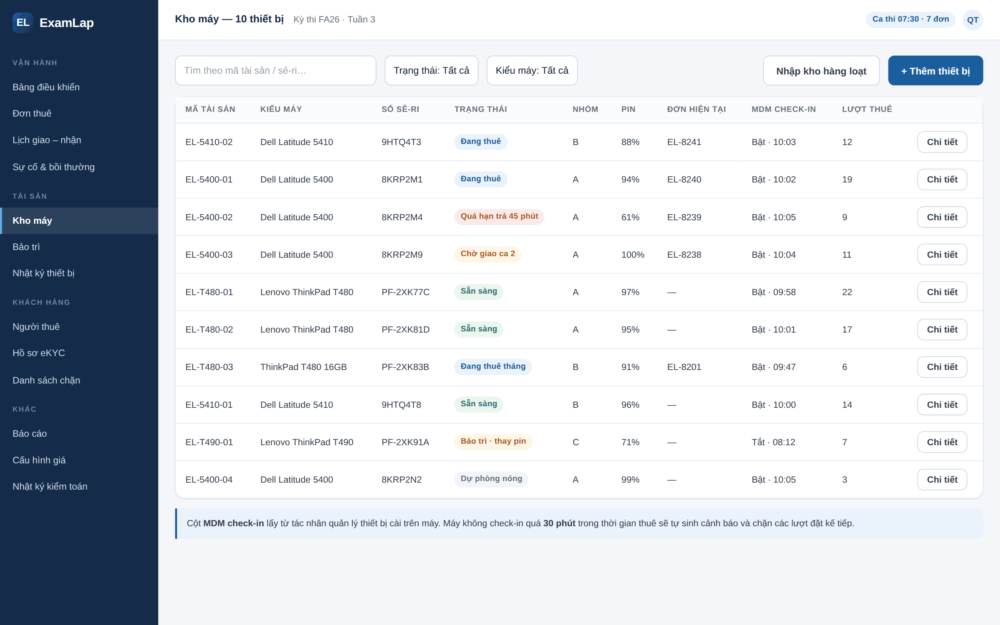 EL ExamLap
VẬN HÀNH
Bảng điều khiển
Đơn thuê
Lịch giao – nhận
Sự cố & bồi thường
TÀI SẢN
Kho máy
Bảo trì
Nhật ký thiết bị
KHÁCH HÀNG
Người thuê
Hồ sơ eKYC
Danh sách chặn
KHÁC
Báo cáo
Cấu hình giá
Nhật ký kiểm toán
Kho máy — 10 thiết bị Kỳ thi FA26 · Tuần 3 Ca thi 07:30 · 7 đơn QT
Tìm theo mã tài sản / sê-ri… Trạng thái: Tất cả Kiểu máy: Tất cả Nhập kho hàng loạt + Thêm thiết bị
MÃ TÀI SẢN KIỂU MÁY SỐ SÊ-RI TRẠNG THÁI NHÓM PIN ĐƠN HIỆN TẠI MDM CHECK-IN LƯỢT THUÊ
EL-5410-02 Dell Latitude 5410 9HTQ4T3 Đang thuê B 88% EL-8241 Bật · 10:03 12 Chi tiết
EL-5400-01 Dell Latitude 5400 8KRP2M1 Đang thuê A 94% EL-8240 Bật · 10:02 19 Chi tiết
EL-5400-02 Dell Latitude 5400 8KRP2M4 Quá hạn trả 45 phút A 61% EL-8239 Bật · 10:05 9 Chi tiết
EL-5400-03 Dell Latitude 5400 8KRP2M9 Chờ giao ca 2 A 100% EL-8238 Bật · 10:04 11 Chi tiết
EL-T480-01 Lenovo ThinkPad T480 PF-2XK77C Sẵn sàng A 97% — Bật · 09:58 22 Chi tiết
EL-T480-02 Lenovo ThinkPad T480 PF-2XK81D Sẵn sàng A 95% — Bật · 10:01 17 Chi tiết
EL-T480-03 ThinkPad T480 16GB PF-2XK83B Đang thuê tháng B 91% EL-8201 Bật · 09:47 6 Chi tiết
EL-5410-01 Dell Latitude 5410 9HTQ4T8 Sẵn sàng B 96% — Bật · 10:00 14 Chi tiết
EL-T490-01 Lenovo ThinkPad T490 PF-2XK91A Bảo trì · thay pin C 71% — Tắt · 08:12 7 Chi tiết
EL-5400-04 Dell Latitude 5400 8KRP2N2 Dự phòng nóng A 99% — Bật · 10:05 3 Chi tiết
Cột MDM check-in lấy từ tác nhân quản lý thiết bị cài trên máy. Máy không check-in quá 30 phút trong thời gian thuê sẽ tự sinh cảnh báo và chặn các lượt đặt kế tiếp.